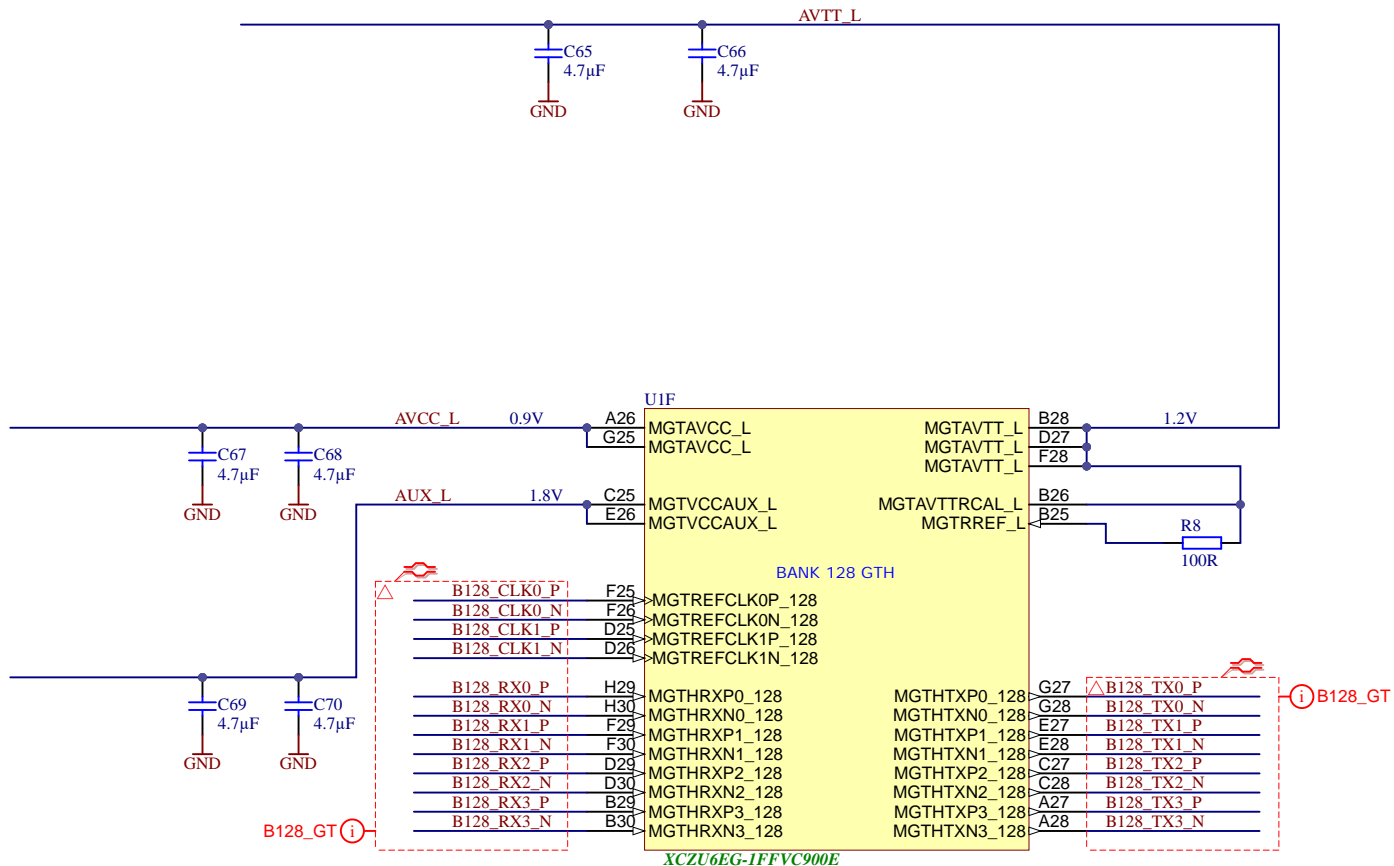 AVTT_L
C65
4.7µF
GND
C66
4.7µF
GND
U1F
AVCC_L 0.9V
C67
4.7µF
GND
C68
4.7µF
GND
AUX_L 1.8V
A26 MGTAVCC_L
G25 MGTAVCC_L
C25 MGTVCCAUX_L
E26 MGTVCCAUX_L
MGTAVTT_L B28 1.2V
MGTAVTT_L D27
MGTAVTT_L F28
MGTAVTTRCAL_L B26
MGTRREF_L B25
R8
100R
BANK 128 GTH
B128_CLK0_P F25 MGTREFCLK0P_128
B128_CLK0_N F26 MGTREFCLK0N_128
B128_CLK1_P D25 MGTREFCLK1P_128
B128_CLK1_N D26 MGTREFCLK1N_128
C69
4.7µF
GND
C70
4.7µF
GND
B128_RX0_P H29 MGTHRXP0_128
B128_RX0_N H30 MGTHRXN0_128
B128_RX1_P F29 MGTHRXP1_128
B128_RX1_N F30 MGTHRXN1_128
B128_RX2_P D29 MGTHRXP2_128
B128_RX2_N D30 MGTHRXN2_128
B128_RX3_P B29 MGTHRXP3_128
B128_RX3_N B30 MGTHRXN3_128
B128_GT i
MGTHTXP0_128 G27 B128_TX0_P
MGTHTXN0_128 G28 B128_TX0_N
MGTHTXP1_128 E27 B128_TX1_P
MGTHTXN1_128 E28 B128_TX1_N
MGTHTXP2_128 C27 B128_TX2_P
MGTHTXN2_128 C28 B128_TX2_N
MGTHTXP3_128 A27 B128_TX3_P
MGTHTXN3_128 A28 B128_TX3_N
i B128_GT
XCZU6EG-1FFVC900E